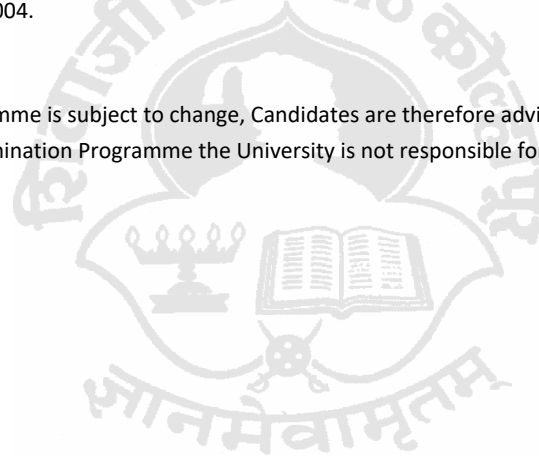 004.
mme is subject to change, Candidates are therefore advi
nination Programme the University is not responsible fo
ज्ञानमेवामृतम्